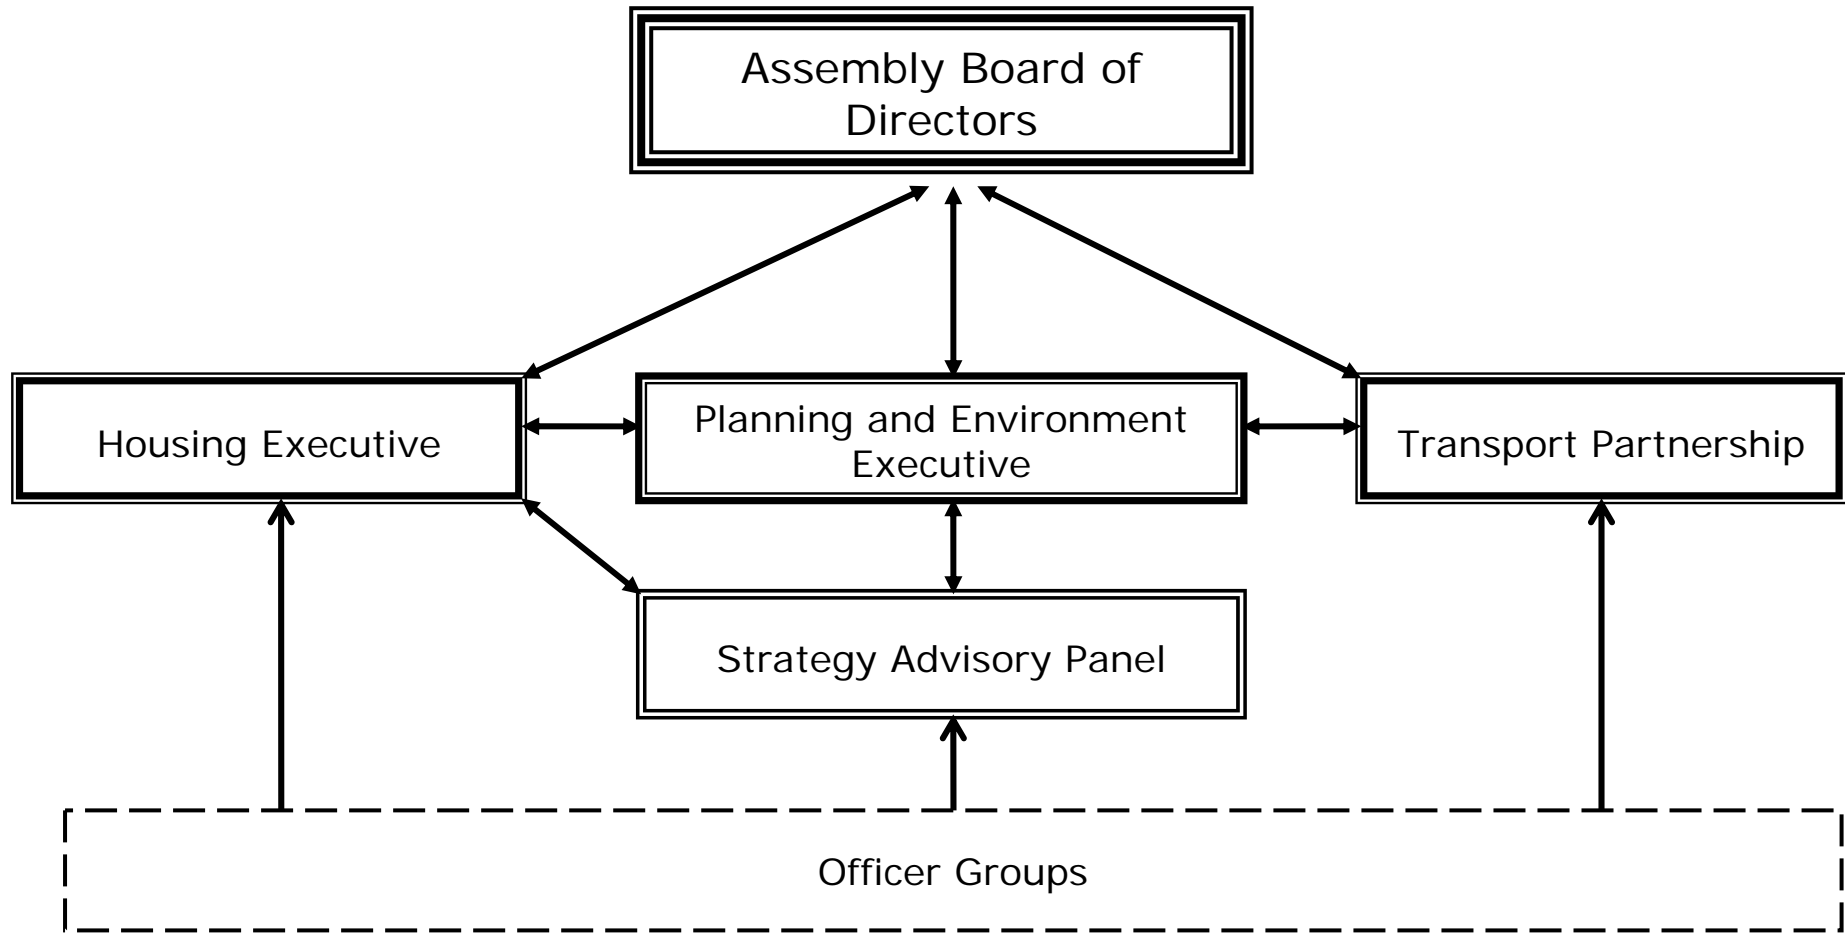 Assembly Board of
Directors
Housing Executive
Planning and Environment
Executive
Transport Partnership
Strategy Advisory Panel
Officer Groups